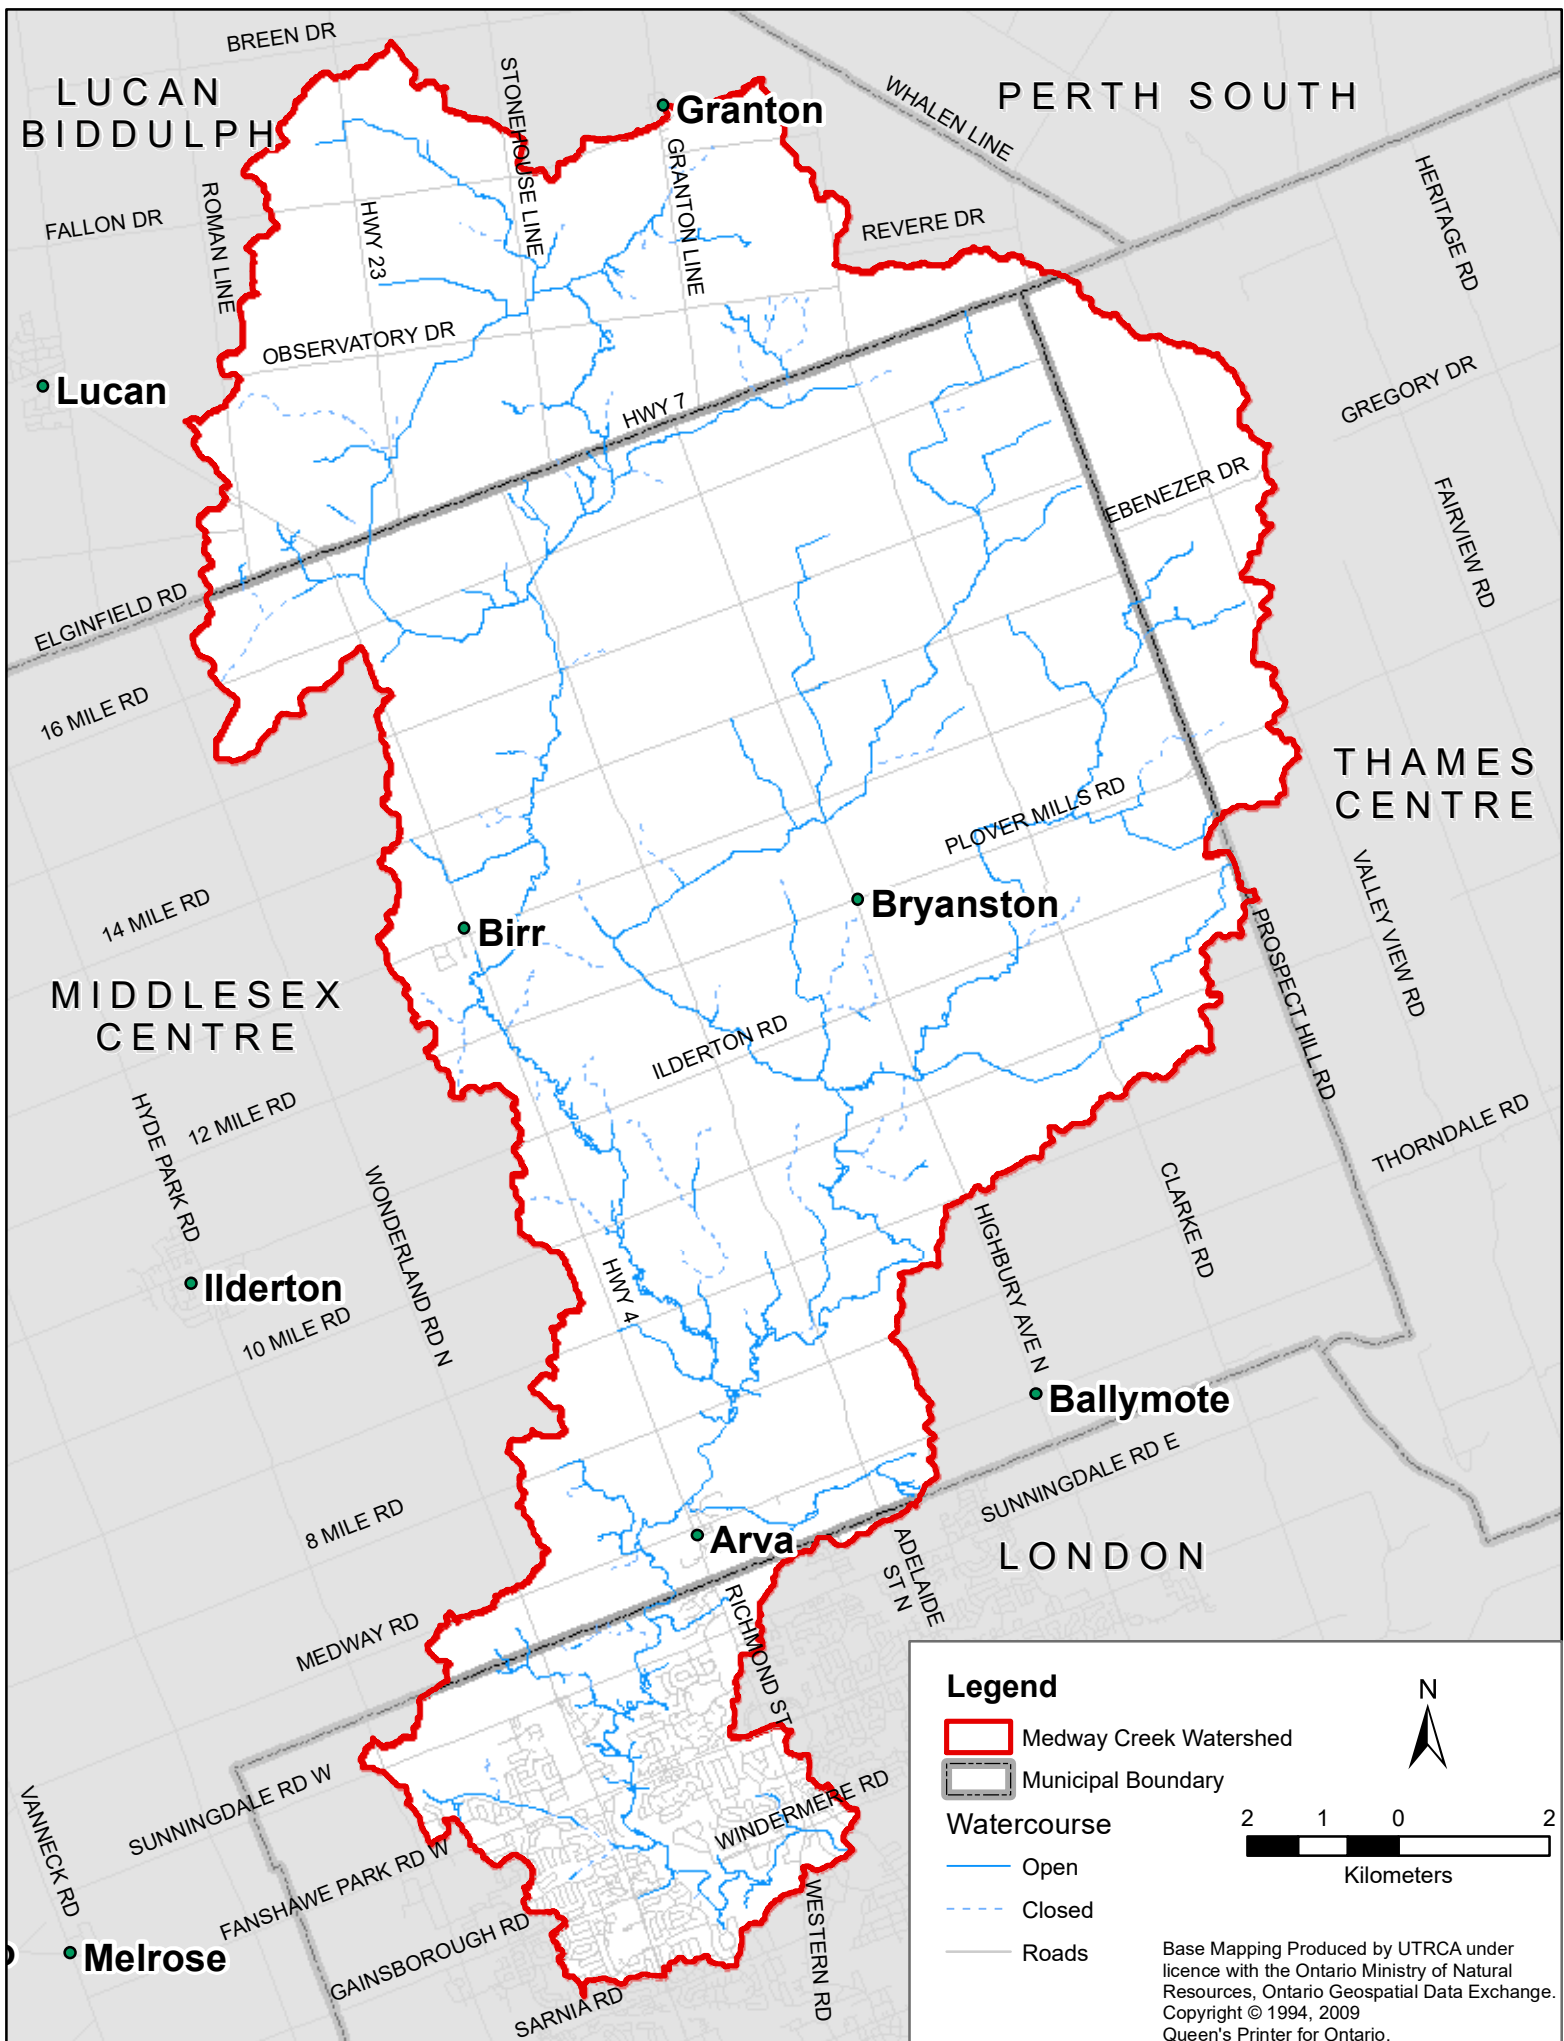 BREEN DR
LUCAN
BIDDULPH
STONEHOUSE LINE
Granton
WHALEN LINE
PERTH SOUTH
HERITAGE RD
FALLON DR
ROMAN LINE
HWY 23
GRANTON LINE
REVERE DR
OBSERVATORY DR
Lucan
HWY 7
GREGORY DR
EBENEZER DR
FAIRVIEW RD
ELGINFIELD RD
16 MILE RD
THAMES
CENTRE
PLOVER MILLS RD
VALLEY VIEW RD
14 MILE RD
Birr
Bryanston
PROSPECT HILL RD
MIDDLESEX
CENTRE
ILDERTON RD
HYDE PARK RD
12 MILE RD
THORNDALE RD
WONDERLAND RD N
CLARKE RD
HIGHBURY AVE N
Ilderton
HWY 4
10 MILE RD
Ballymote
SUNNINGDALE RD E
8 MILE RD
Arva
ADELAIDE
ST N
LONDON
RICHMOND ST
MEDWAY RD
SUNNINGDALE RD W
VANNECK RD
WINDERMERE RD
FANSHAWE PARK RD W
WESTERN RD
GAINSBOROUGH RD
Melrose
SARNIA RD
Legend
N
Medway Creek Watershed
Municipal Boundary
2 1 0 2
Kilometers
Watercourse
Open
Closed
Roads
Base Mapping Produced by UTRCA under
licence with the Ontario Ministry of Natural
Resources, Ontario Geospatial Data Exchange.
Copyright © 1994, 2009
Queen's Printer for Ontario.